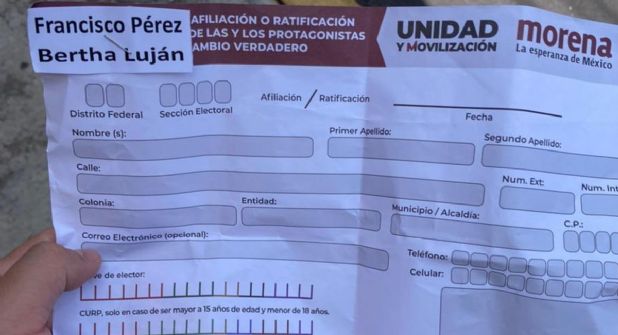 Francisco Pérez
Bertha Luján
AFILIACIÓN O RATIFICACIÓN
DE LAS Y LOS PROTAGONISTAS
CAMBIO VERDADERO
UNIDAD
Y MOVILIZACIÓN
morena
La esperanza de México
Distrito Federal
Sección Electoral
Afiliación / Ratificación
Fecha
Nombre (s):
Primer Apellido:
Segundo Apellido:
Calle:
Num. Ext:
Num. Int
Colonia:
Entidad:
Municipio / Alcaldía:
C.P.:
Correo Electrónico (opcional):
Teléfono:
Celular:
ve de elector:
CURP, solo en caso de ser mayor a 15 años de edad y menor de 18 años.